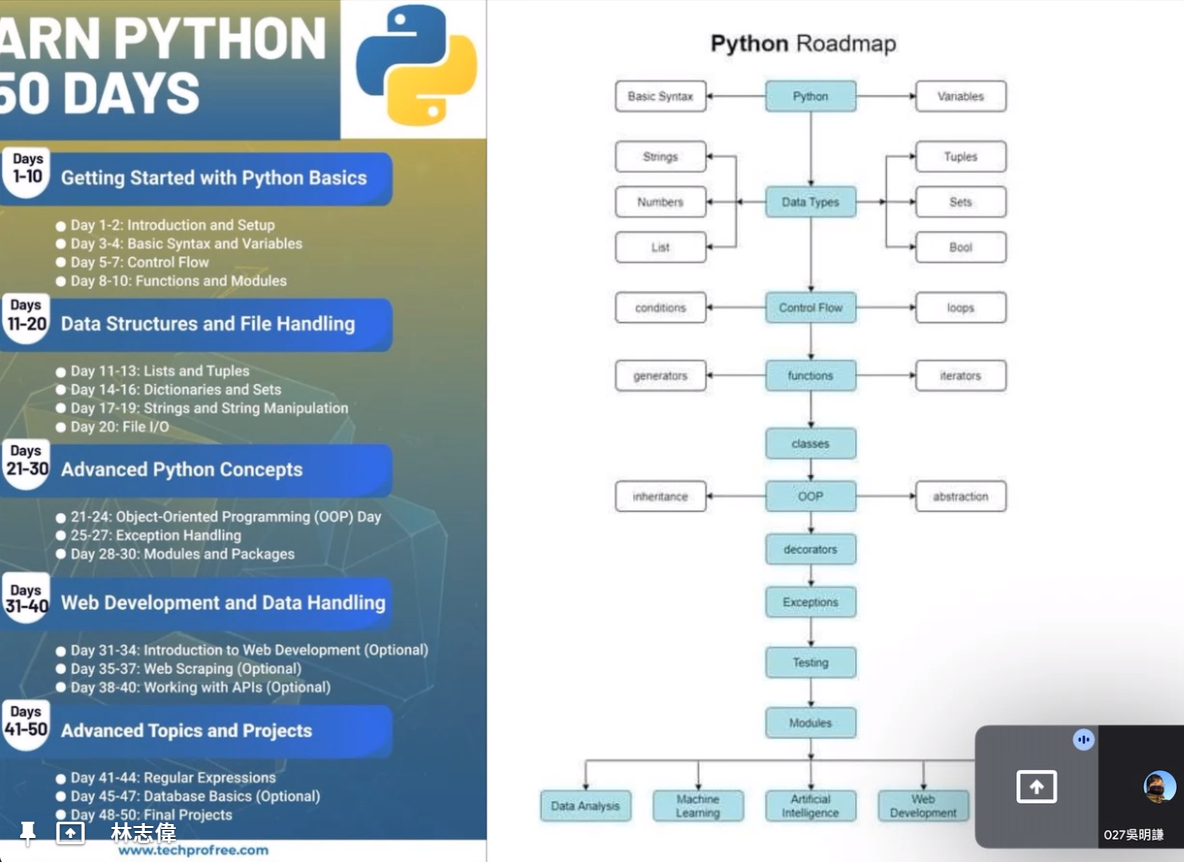 ARN PYTHON
50 DAYS
Days
1-10
Getting Started with Python Basics
Day 1-2: Introduction and Setup
Day 3-4: Basic Syntax and Variables
Day 5-7: Control Flow
Day 8-10: Functions and Modules
Days
11-20
Data Structures and File Handling
Day 11-13: Lists and Tuples
Day 14-16: Dictionaries and Sets
Day 17-19: Strings and String Manipulation
Day 20: File I/O
Days
21-30
Advanced Python Concepts
21-24: Object-Oriented Programming (OOP) Day
25-27: Exception Handling
Day 28-30: Modules and Packages
Days
31-40
Web Development and Data Handling
Day 31-34: Introduction to Web Development (Optional)
Day 35-37: Web Scraping (Optional)
Day 38-40: Working with APIs (Optional)
Days
41-50
Advanced Topics and Projects
Day 41-44: Regular Expressions
Day 45-47: Database Basics (Optional)
Day 48-50: Final Projects
林志偉
www.techprofree.com
Python Roadmap
Basic Syntax
Python
Variables
Strings
Tuples
Numbers
Data Types
Sets
List
Bool
conditions
Control Flow
loops
generators
functions
iterators
classes
inheritance
OOP
abstraction
decorators
Exceptions
Testing
Modules
Data Analysis
Machine
Learning
Artificial
Intelligence
Web
Development
027吳明謙